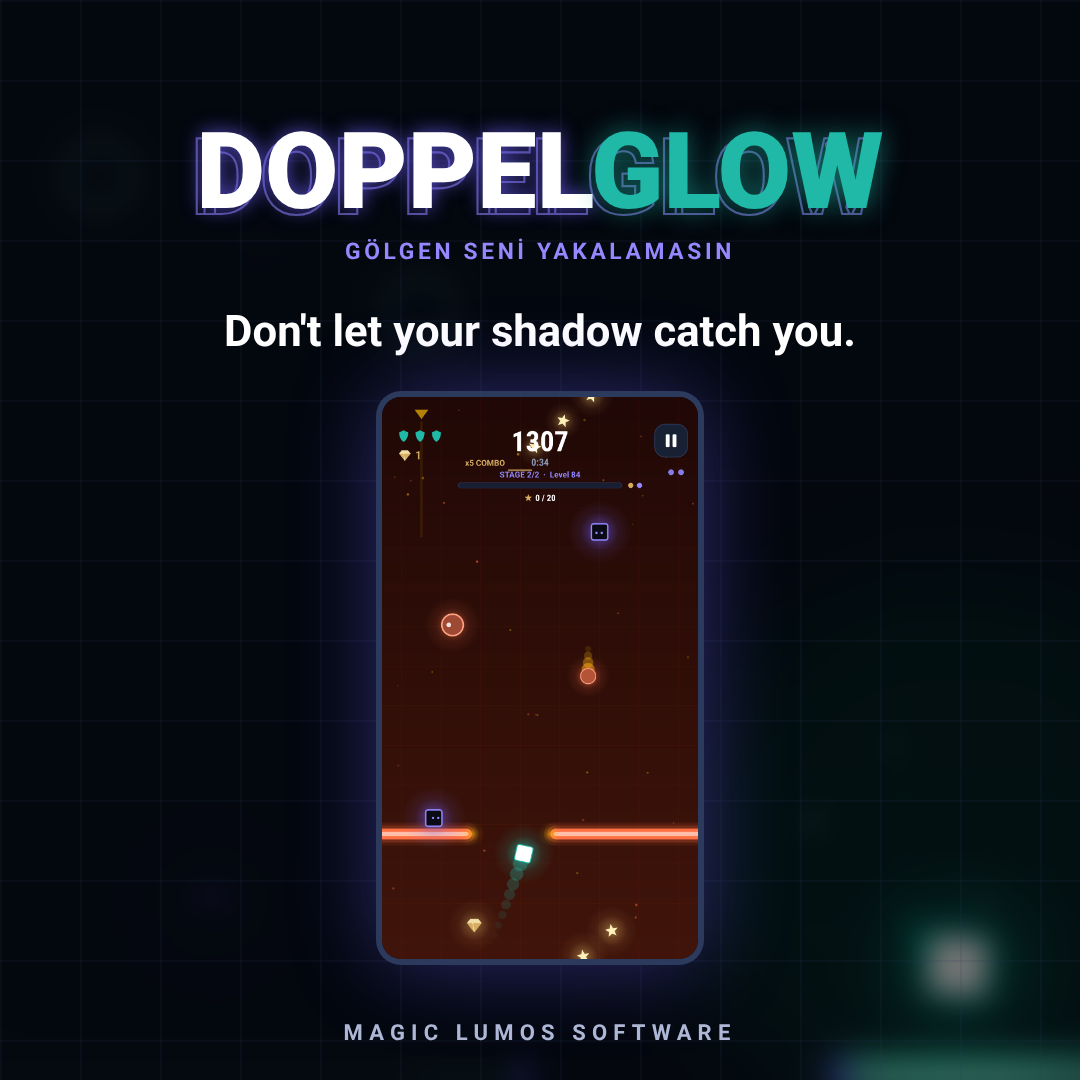 DOPPELGLOW
GÖLGEN SENİ YAKALAMASIN
Don't let your shadow catch you.
1307
1
x5 COMBO
0:34
STAGE 2/2 · Level 84
0 / 20
MAGIC LUMOS SOFTWARE